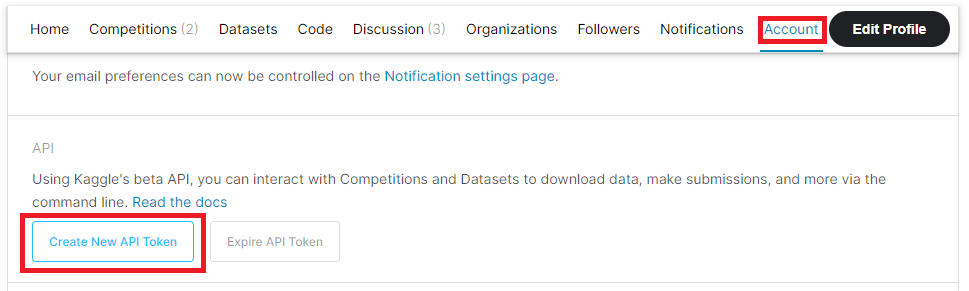 Home Competitions (2) Datasets Code Discussion (3) Organizations Followers Notifications Account Edit Profile
Your email preferences can now be controlled on the Notification settings page.
API
Using Kaggle's beta API, you can interact with Competitions and Datasets to download data, make submissions, and more via the
command line. Read the docs
Create New API Token Expire API Token